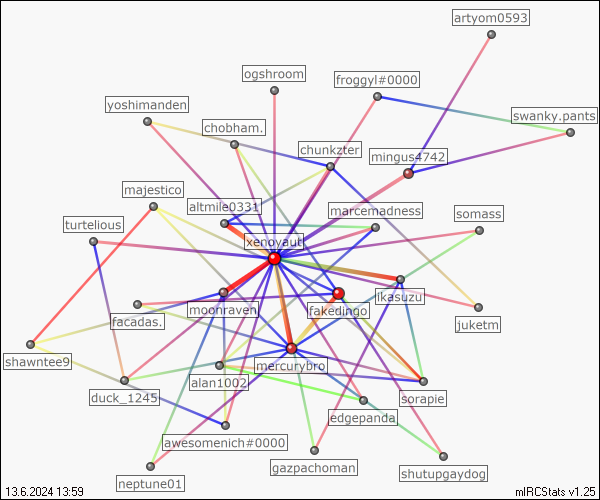 artyom0593
ogshroom
froggyl#0000
yoshimanden
swanky.pants
chobham.
chunkzter
mingus4742
majestico
altmile0331
marcemadness
somass
turtelious
xenovaut
moonraven
fakedingo
ikasuzu
juketm
facadas.
shawntee9
mercurybro
duck_1245
alan1002
sorapie
edgepanda
awesomenich#0000
gazpachoman
shutupgaydog
neptune01
13.6.2024 13:59
mIRCStats v1.25